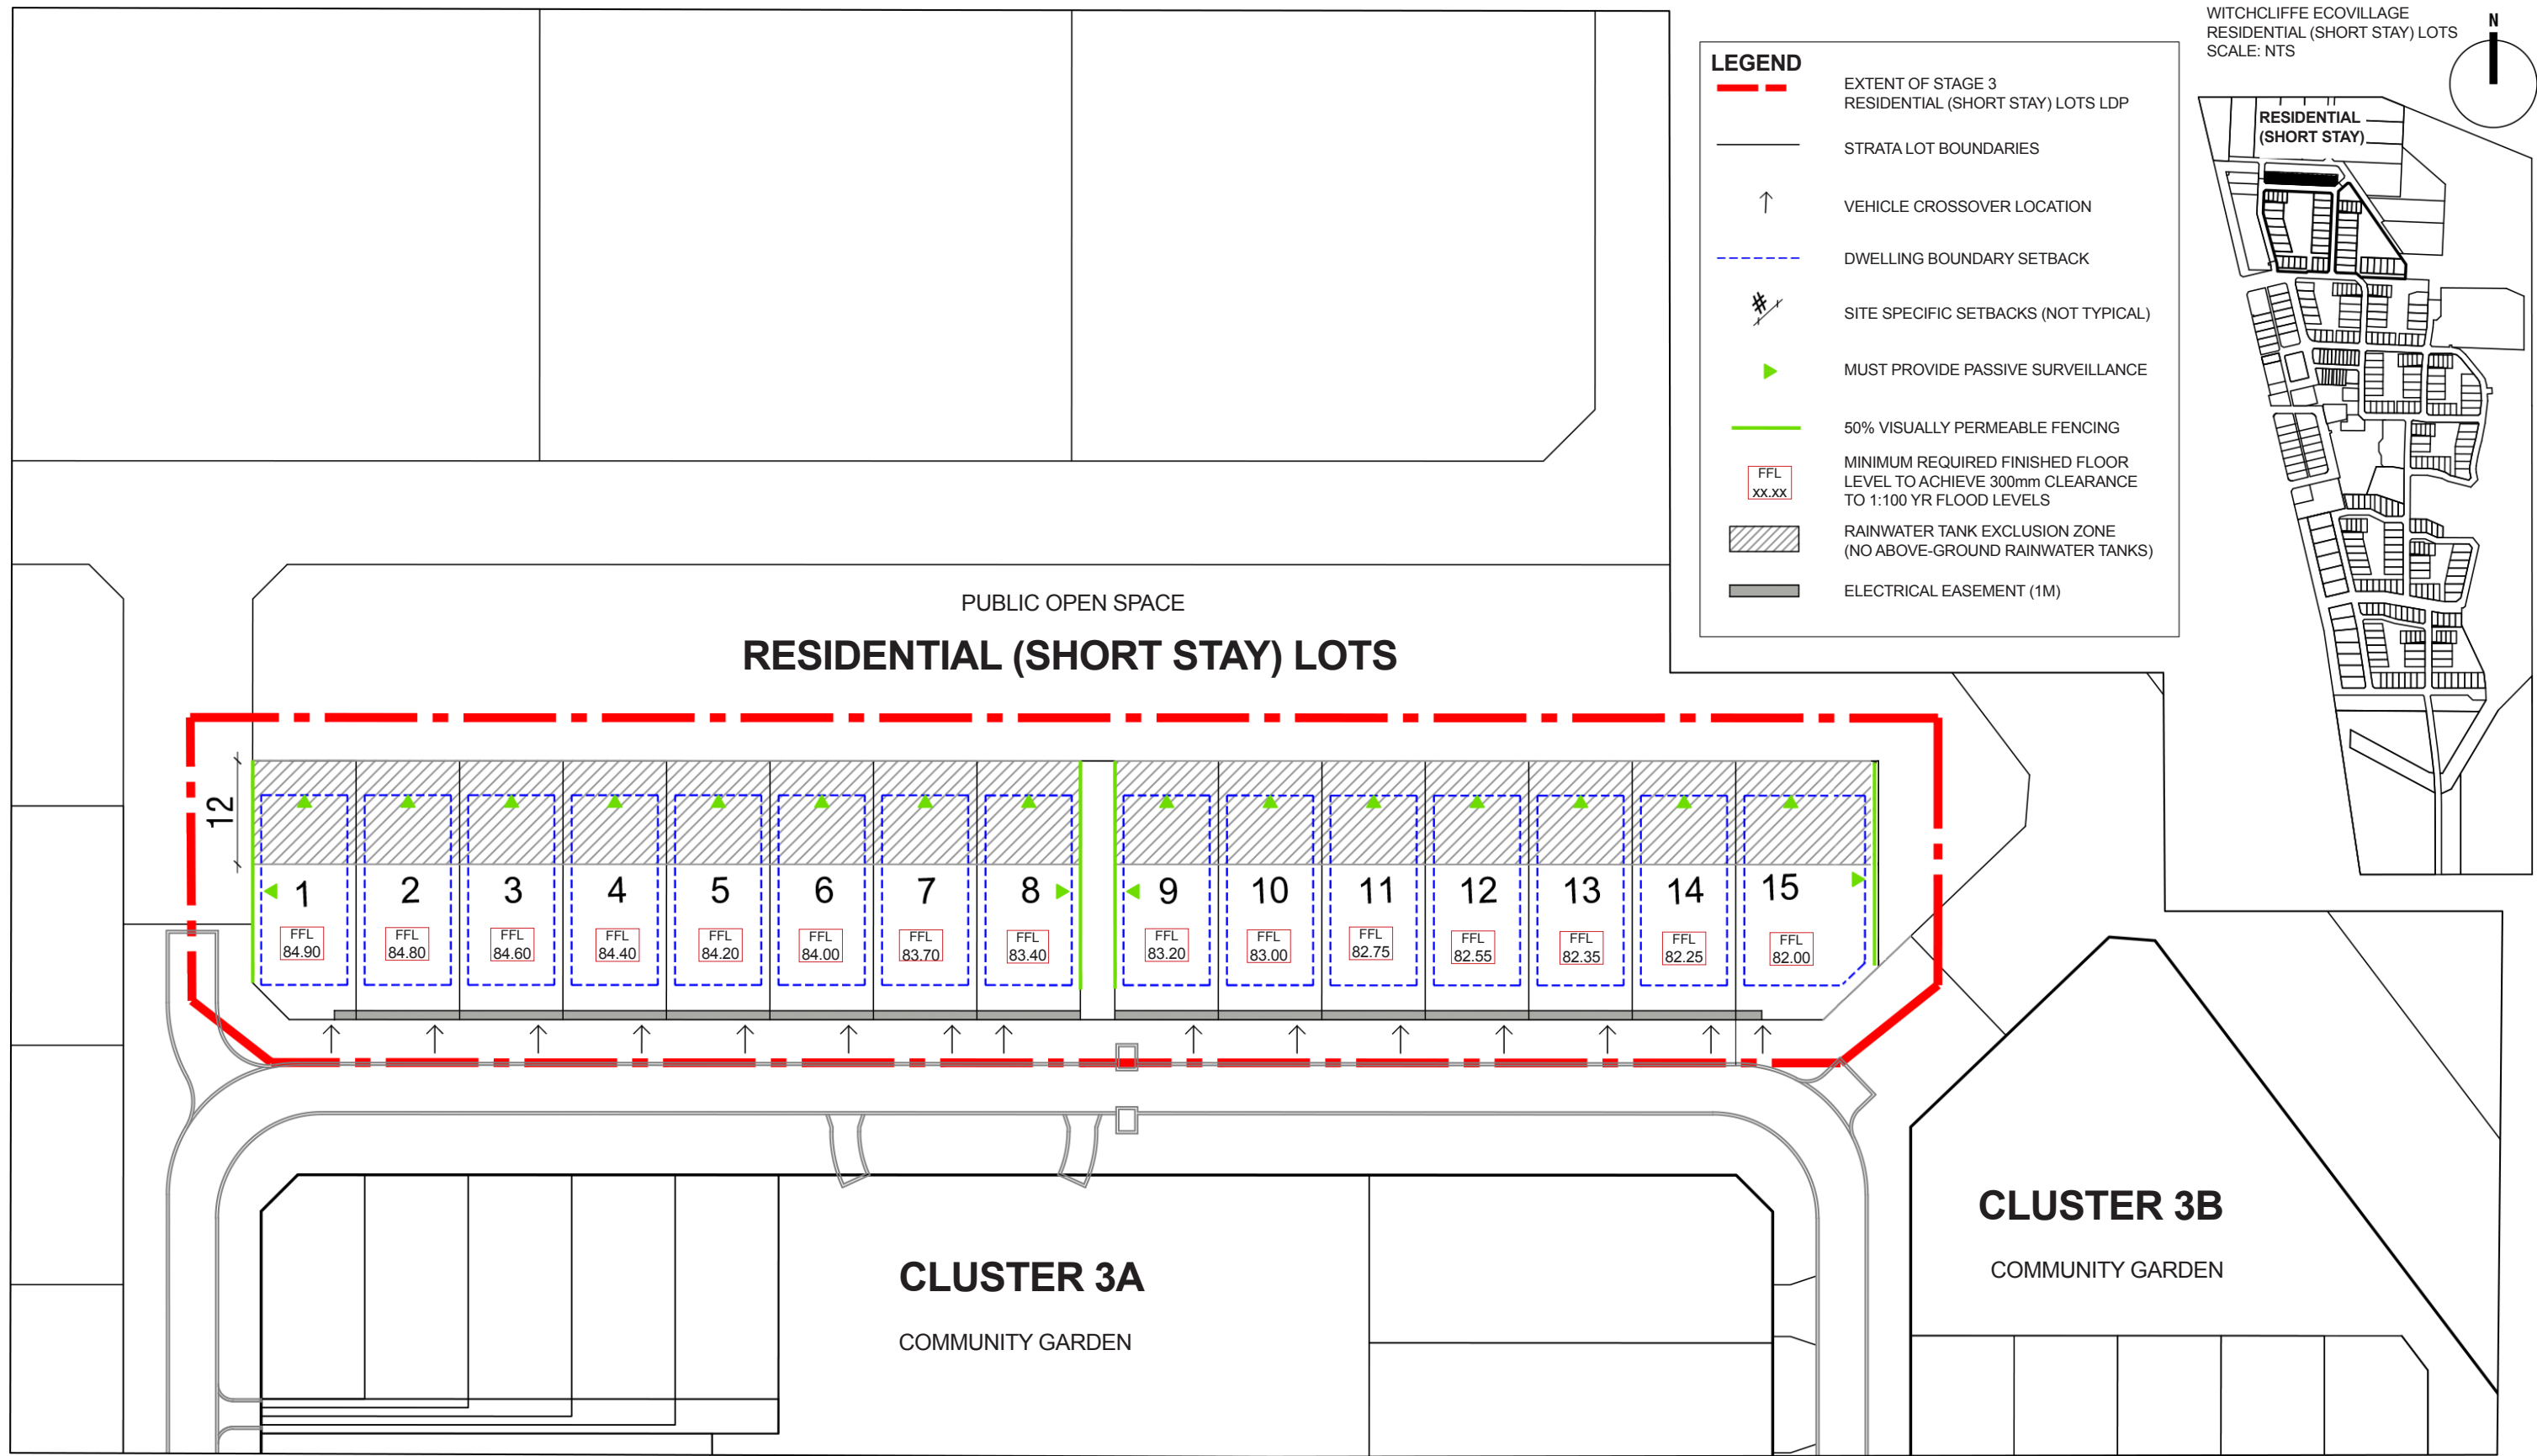 WITCHCLIFFE ECOVILLAGE
RESIDENTIAL (SHORT STAY) LOTS
SCALE: NTS
N
RESIDENTIAL
(SHORT STAY)
LEGEND
EXTENT OF STAGE 3
RESIDENTIAL (SHORT STAY) LOTS LDP
STRATA LOT BOUNDARIES
VEHICLE CROSSOVER LOCATION
DWELLING BOUNDARY SETBACK
#
SITE SPECIFIC SETBACKS (NOT TYPICAL)
MUST PROVIDE PASSIVE SURVEILLANCE
50% VISUALLY PERMEABLE FENCING
FFL
xx.xx
MINIMUM REQUIRED FINISHED FLOOR
LEVEL TO ACHIEVE 300mm CLEARANCE
TO 1:100 YR FLOOD LEVELS
RAINWATER TANK EXCLUSION ZONE
(NO ABOVE-GROUND RAINWATER TANKS)
ELECTRICAL EASEMENT (1M)
PUBLIC OPEN SPACE
RESIDENTIAL (SHORT STAY) LOTS
12
1 2 3 4 5 6 7 8 9 10 11 12 13 14 15
FFL FFL FFL FFL FFL FFL FFL FFL FFL FFL FFL FFL FFL FFL FFL
84.90 84.80 84.60 84.40 84.20 84.00 83.70 83.40 83.20 83.00 82.75 82.55 82.35 82.25 82.00
CLUSTER 3A
COMMUNITY GARDEN
CLUSTER 3B
COMMUNITY GARDEN